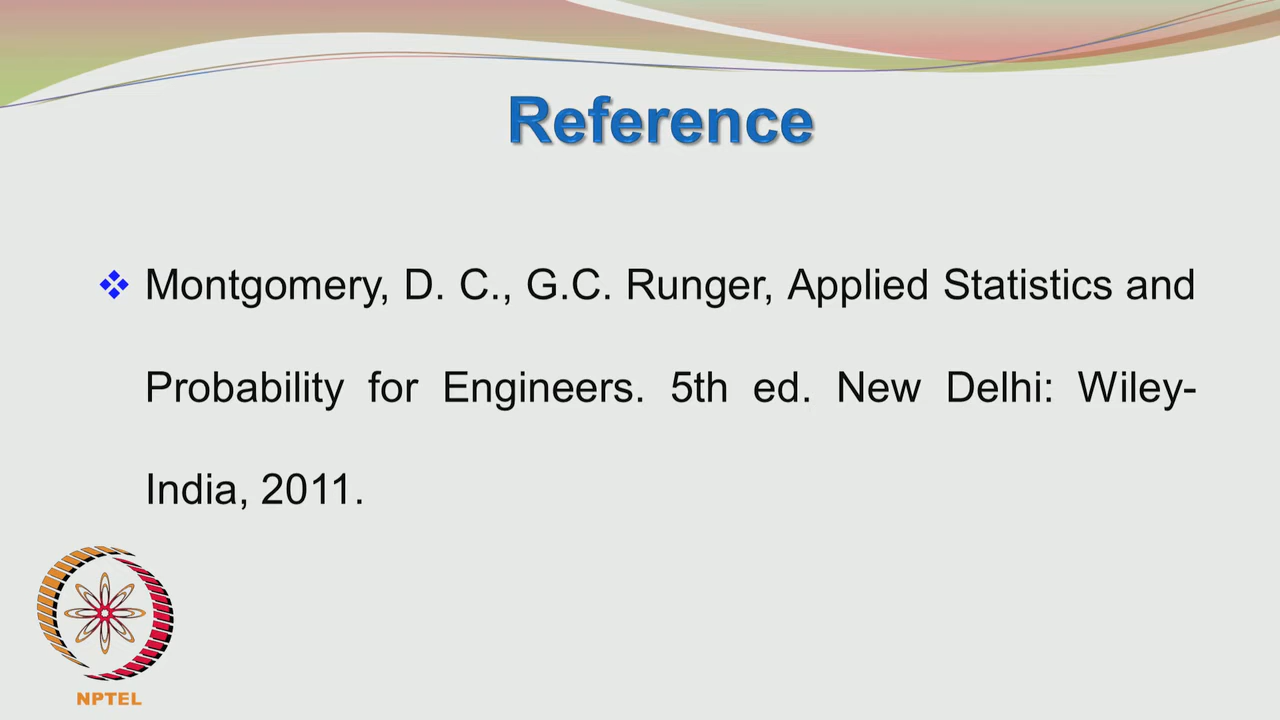 Reference
Montgomery, D. C., G.C. Runger, Applied Statistics and
Probability for Engineers. 5th ed. New Delhi: Wiley-
India, 2011.
NPTEL